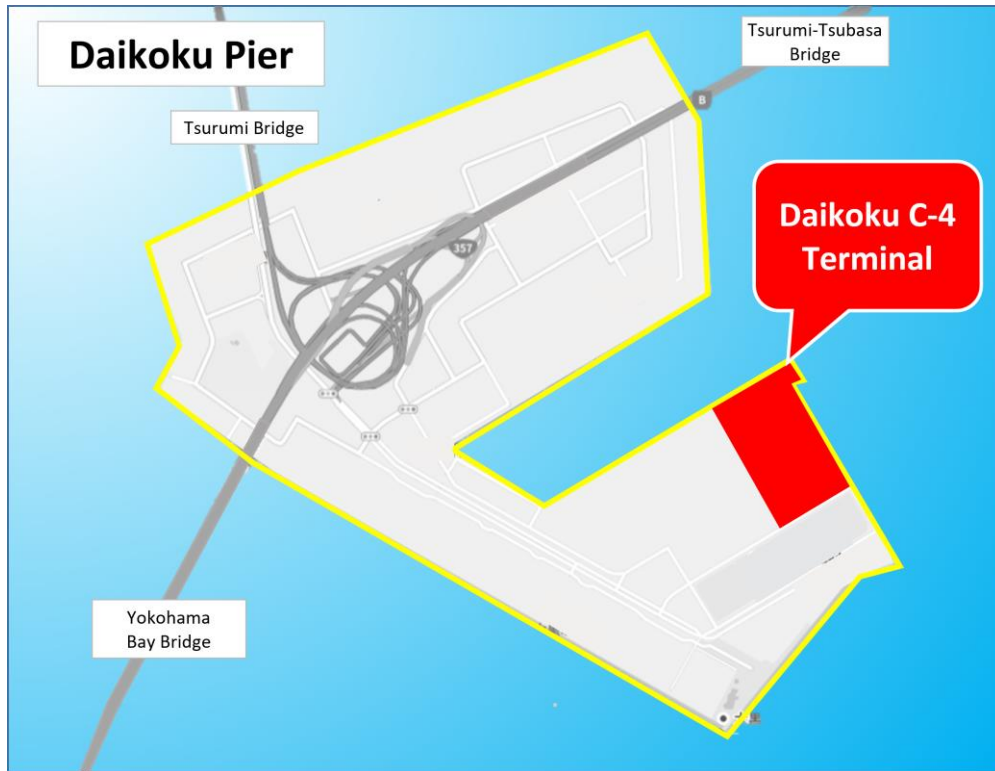 Daikoku Pier
Tsurumi-Tsubasa
Bridge
Tsurumi Bridge
B
Daikoku C-4
Terminal
357
Yokohama
Bay Bridge